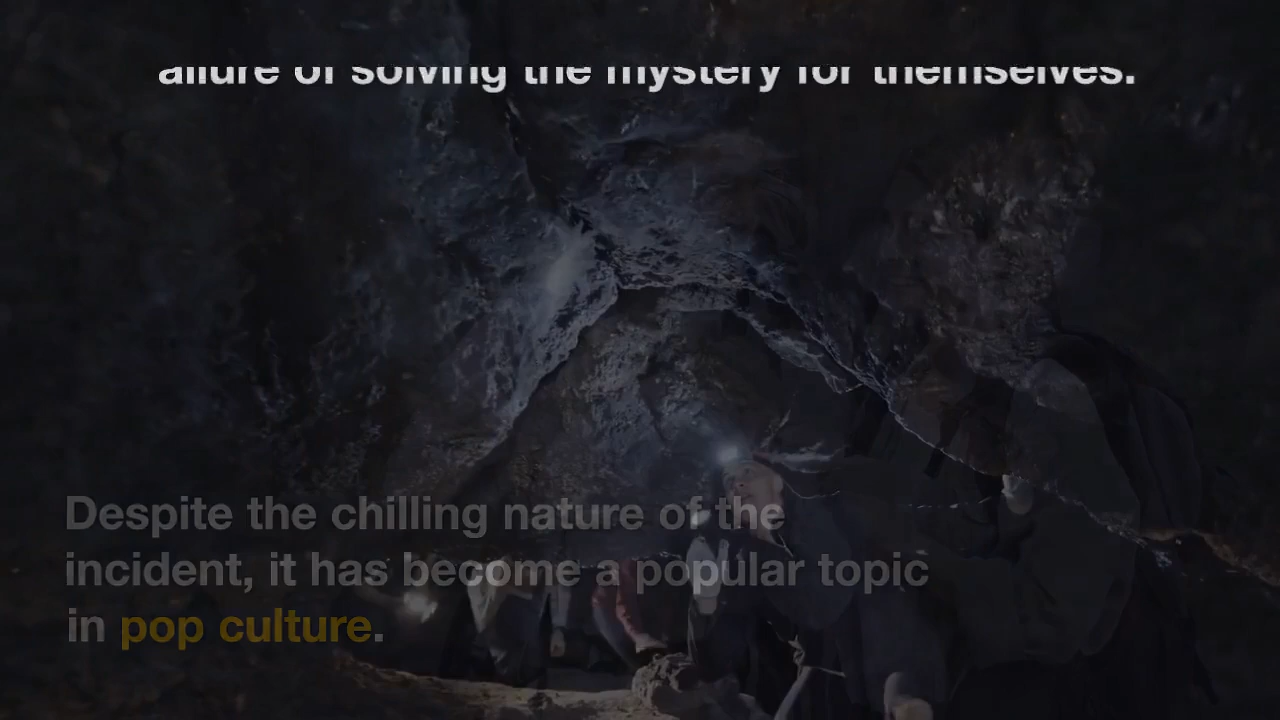 allure of solving the mystery for themselves.
Despite the chilling nature of the
incident, it has become a popular topic
in pop culture.